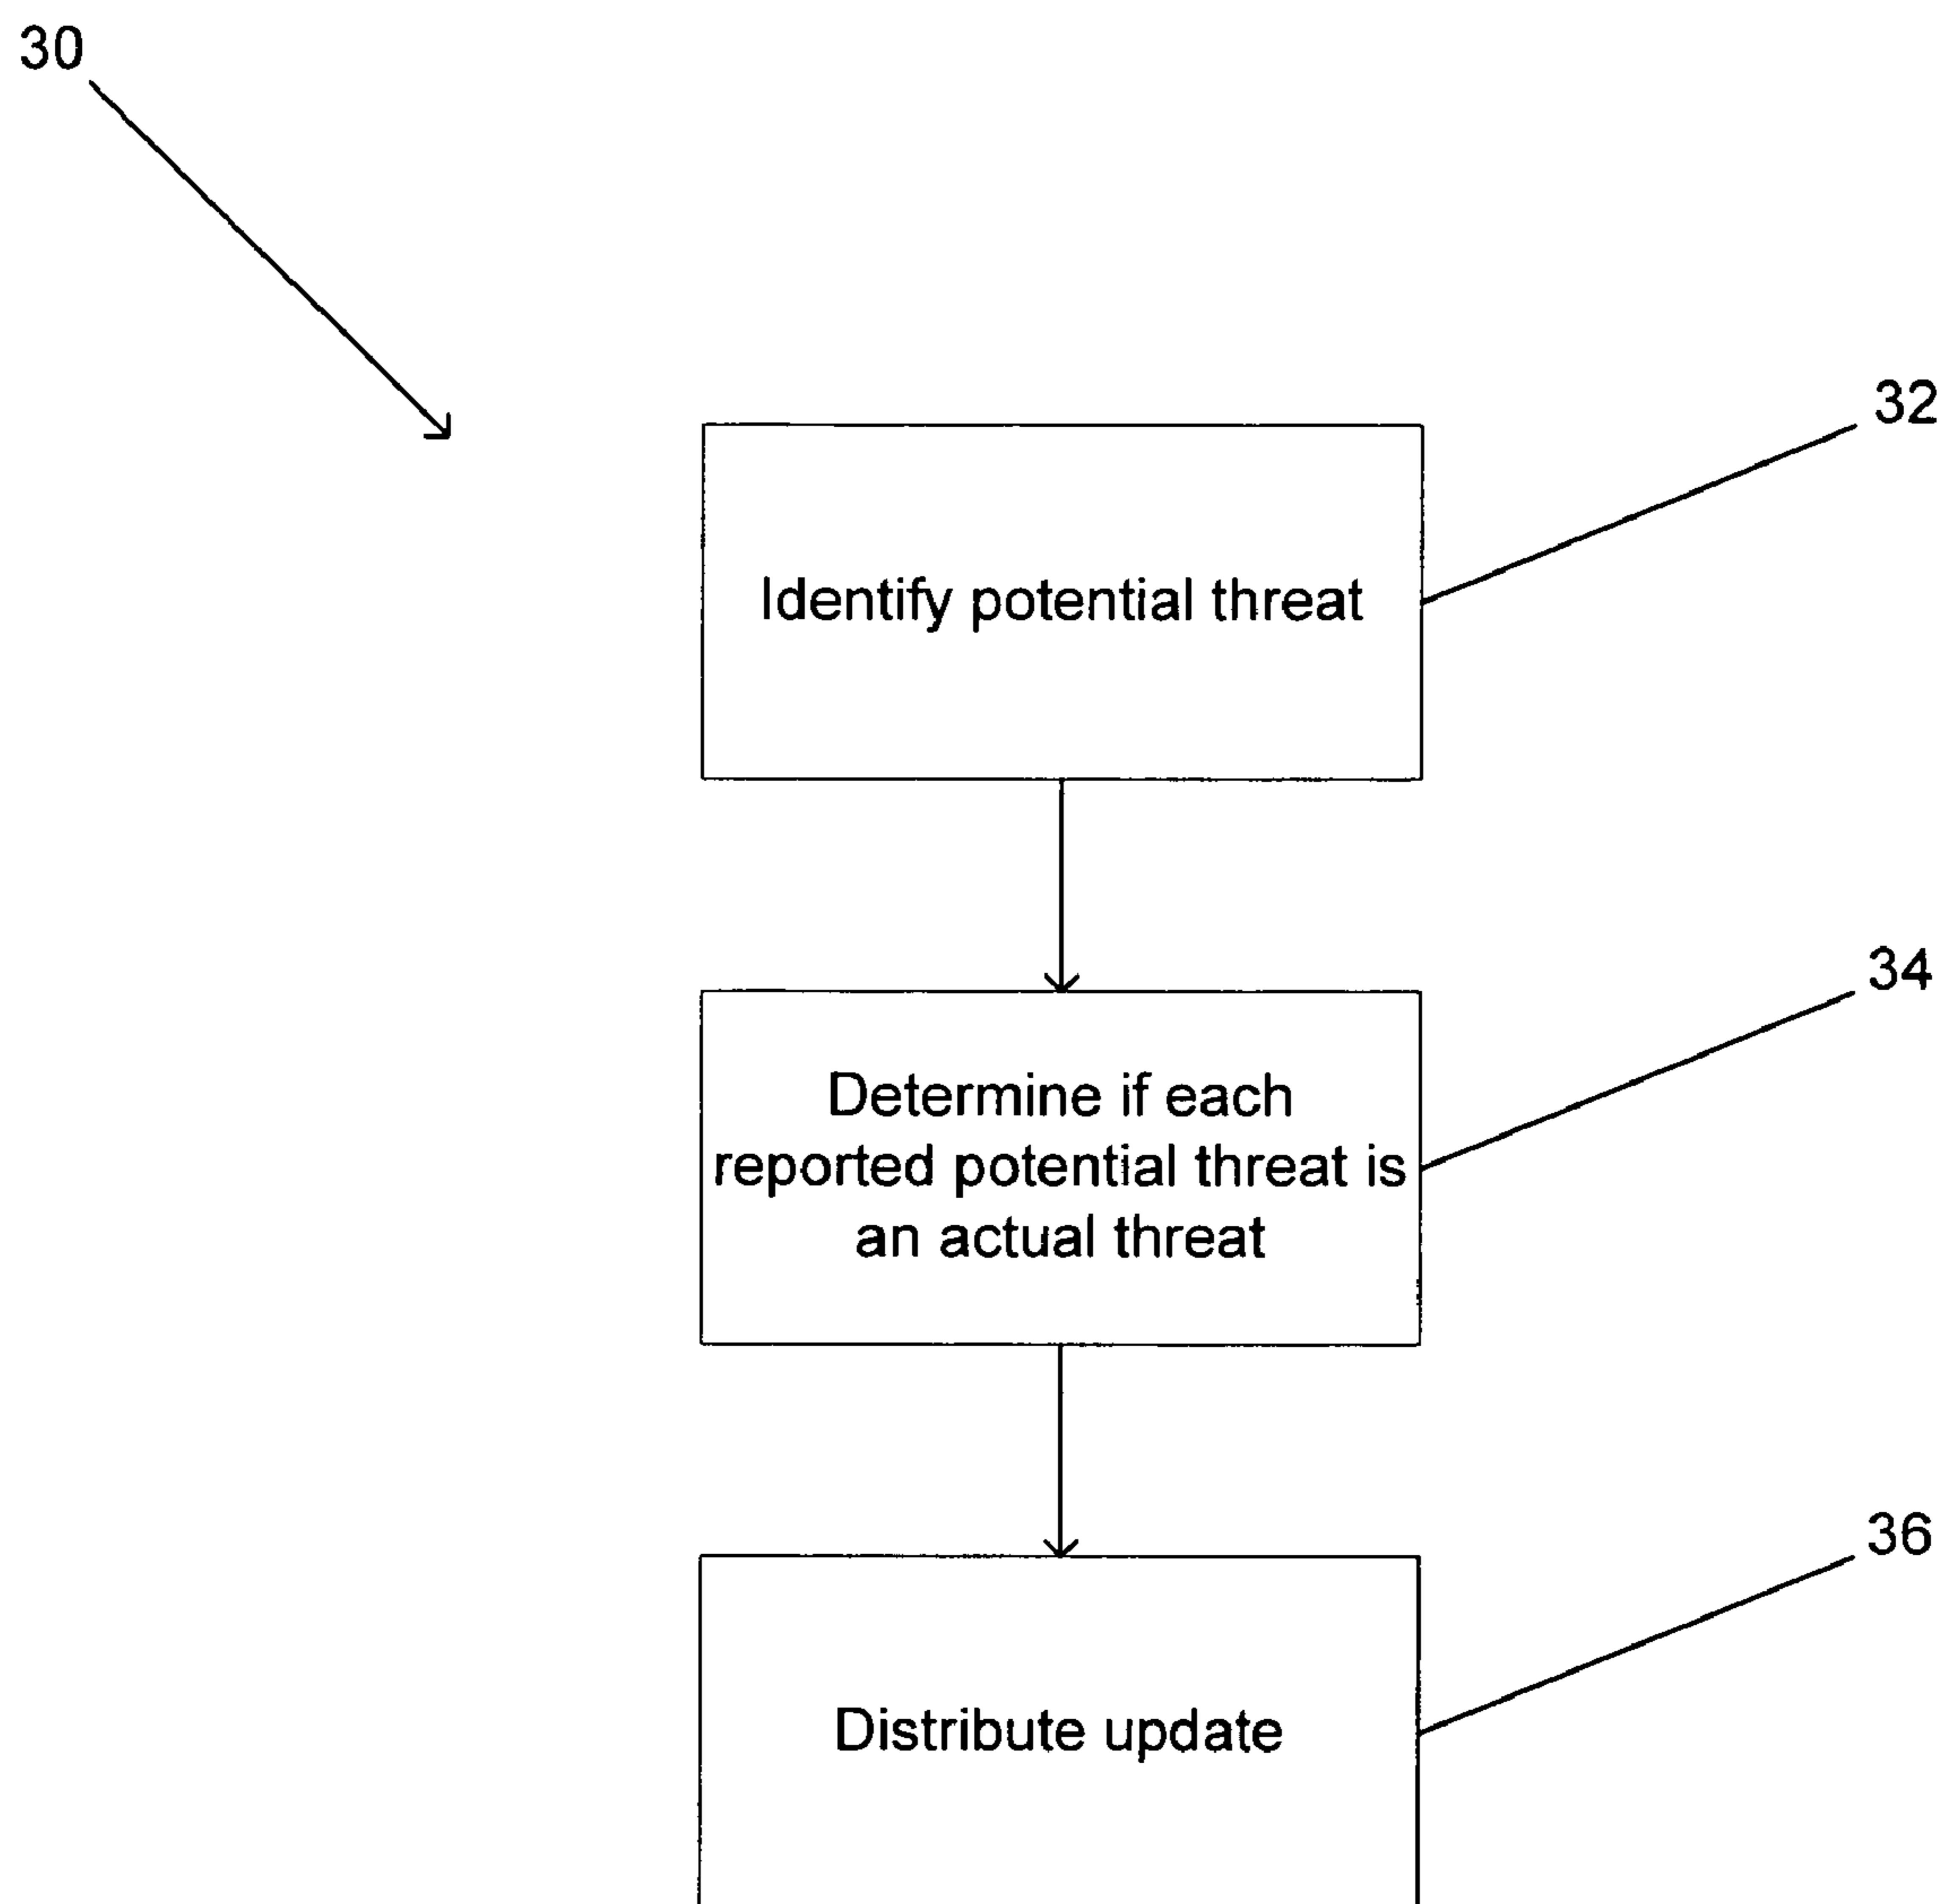 30
32
Identify potential threat
34
Determine if each
reported potential threat is
an actual threat
36
Distribute update